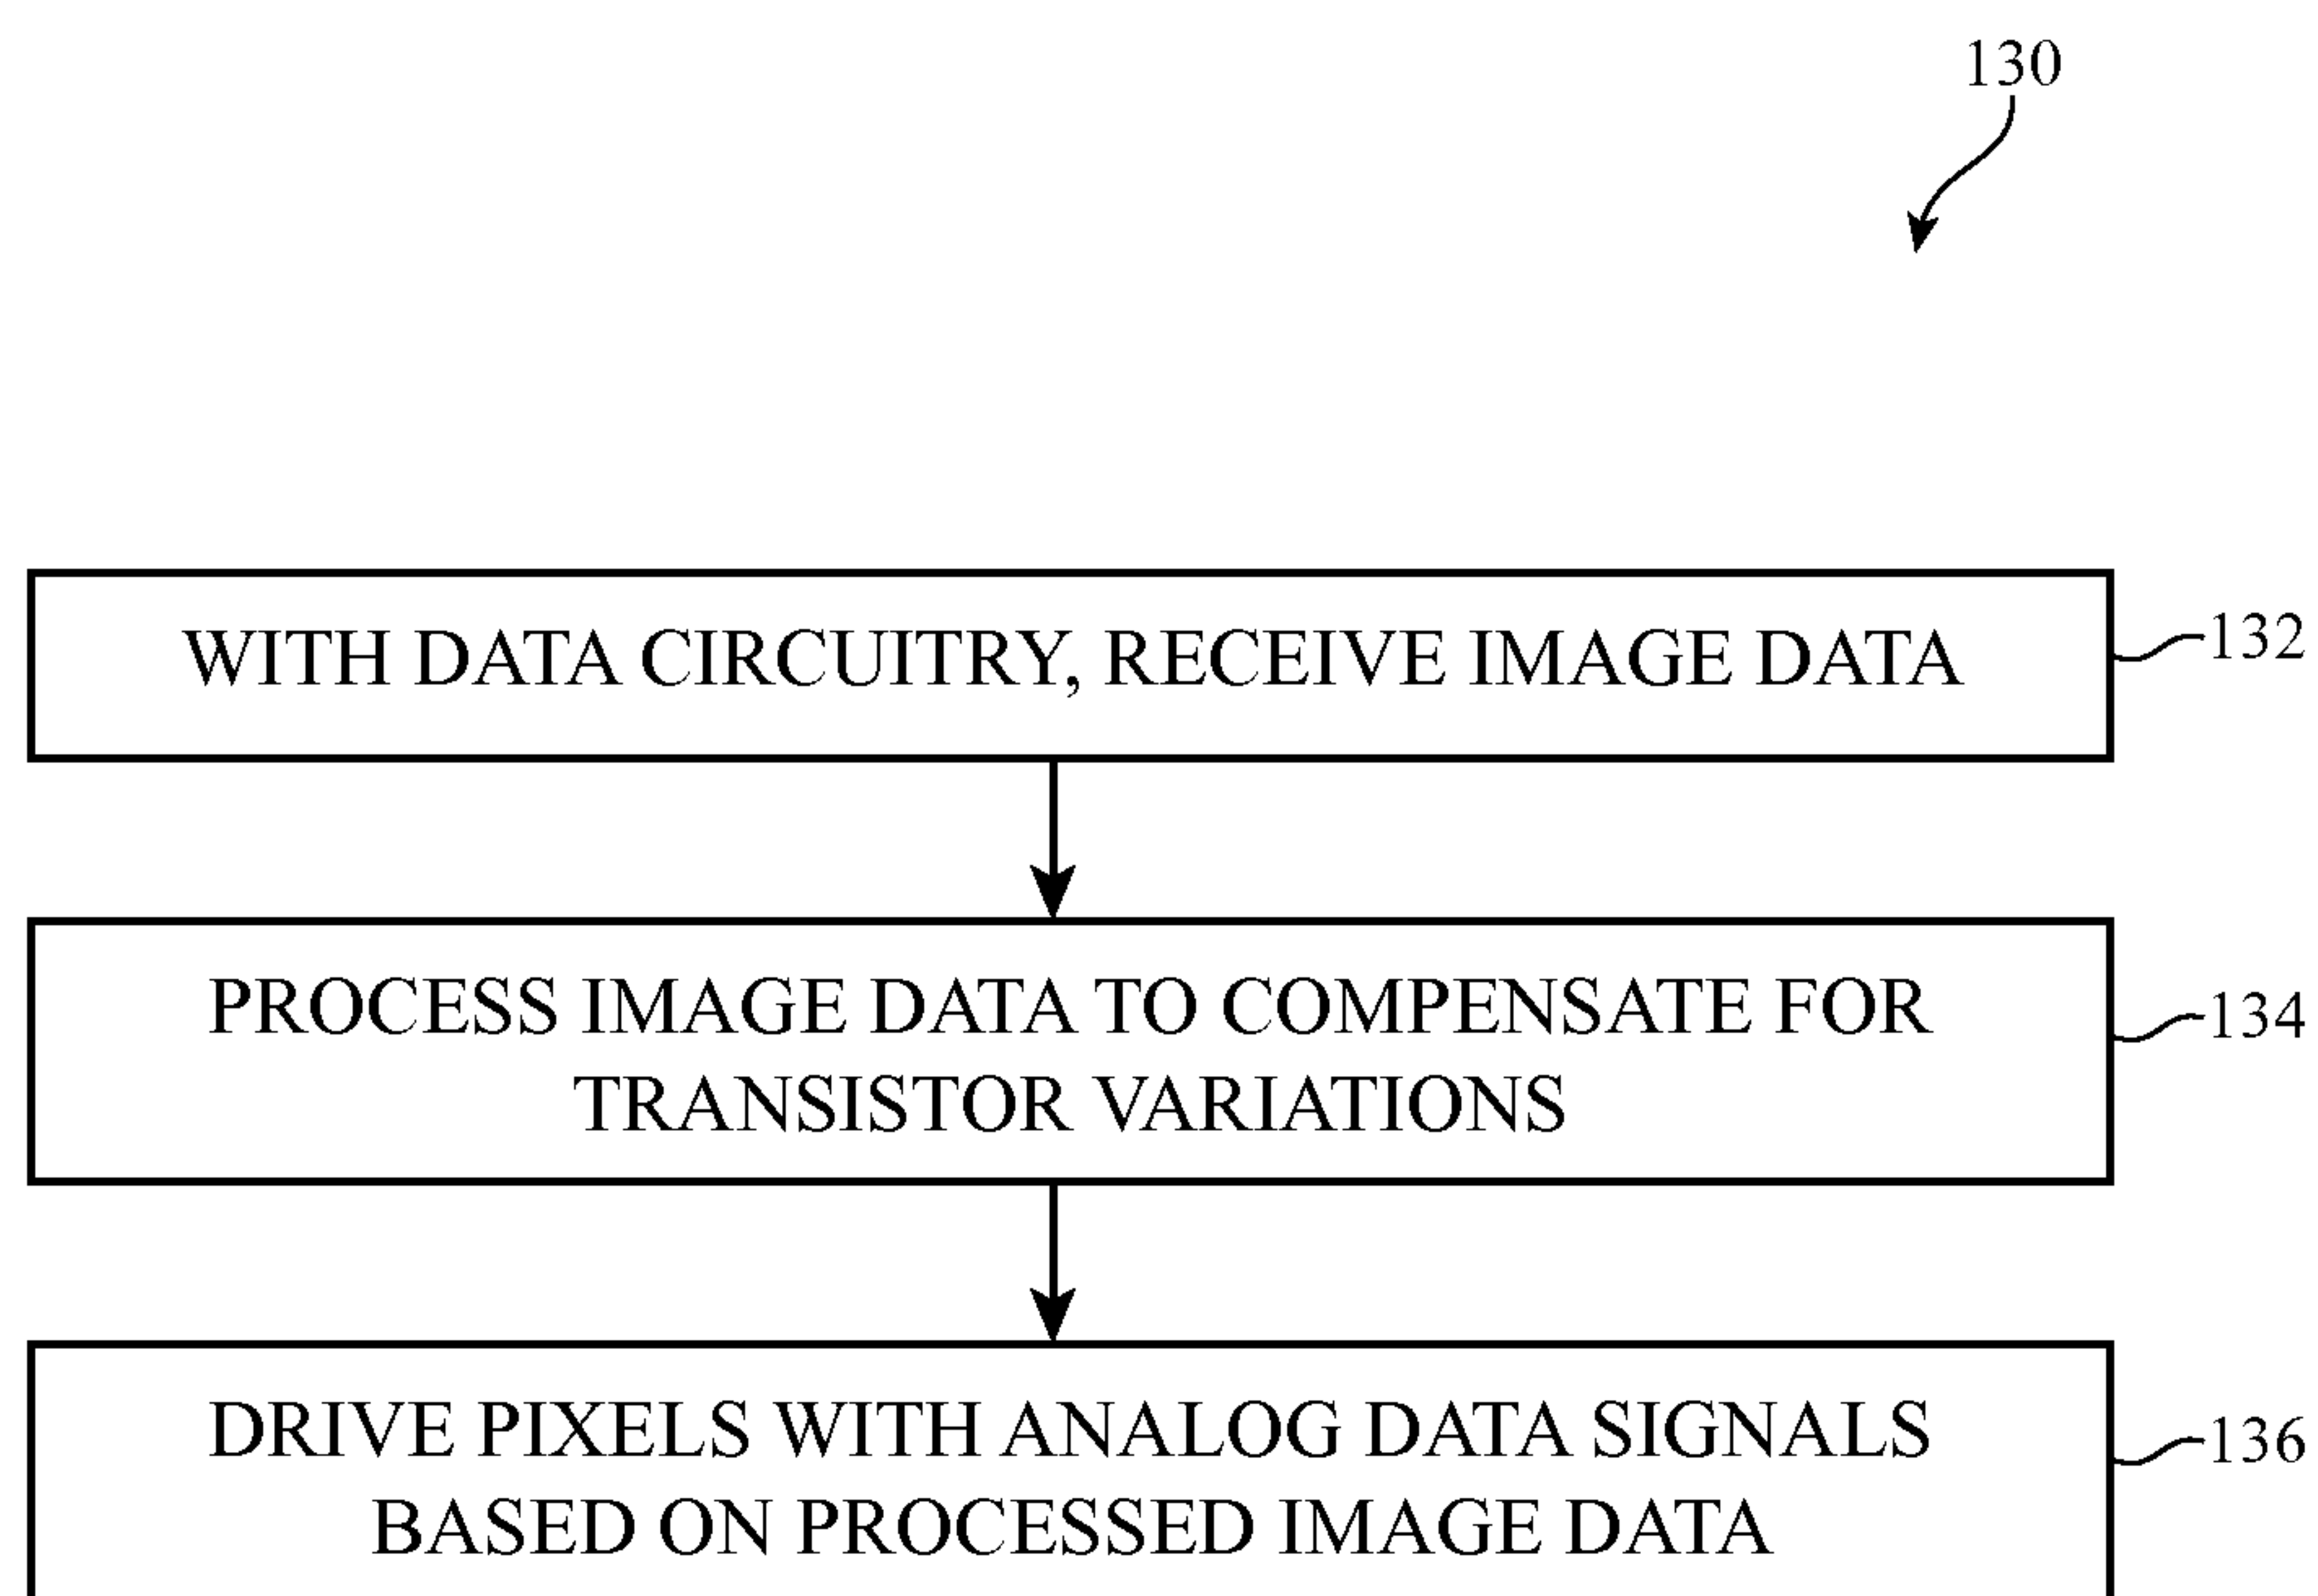 130
WITH DATA CIRCUITRY, RECEIVE IMAGE DATA
132
PROCESS IMAGE DATA TO COMPENSATE FOR
TRANSISTOR VARIATIONS
134
DRIVE PIXELS WITH ANALOG DATA SIGNALS
BASED ON PROCESSED IMAGE DATA
136